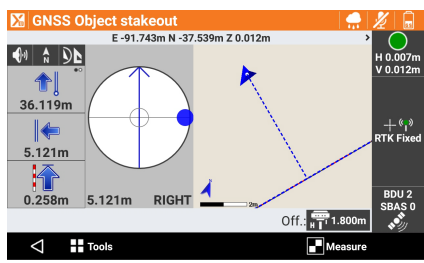 GNSS Object stakeout
E -91.743m N -37.539m Z 0.012m >
H 0.007m
V 0.012m
N
36.119m
5.121m
RTK Fixed
0.258m
5.121m RIGHT
2m
BDU 2
SBAS 0
Off.: H 1.800m
Tools
Measure